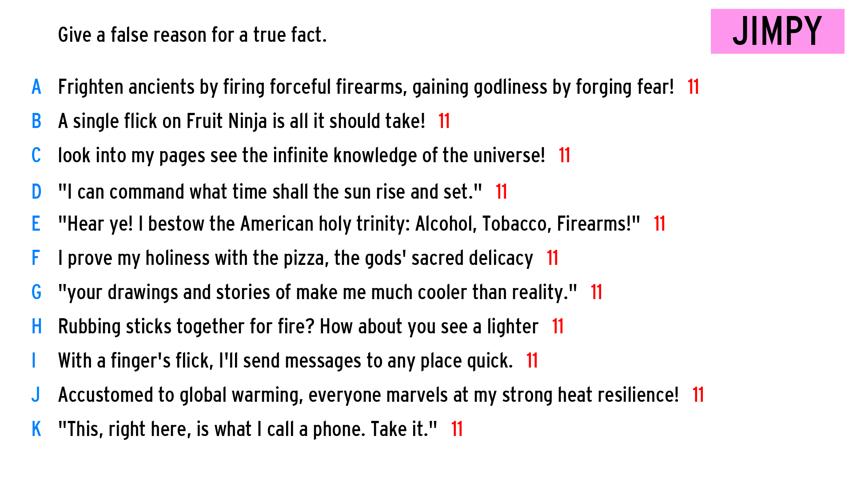 Give a false reason for a true fact.
JIMPY
A Frighten ancients by firing forceful firearms, gaining godliness by forging fear! 11
B A single flick on Fruit Ninja is all it should take! 11
C look into my pages see the infinite knowledge of the universe! 11
D "I can command what time shall the sun rise and set." 11
E "Hear ye! I bestow the American holy trinity: Alcohol, Tobacco, Firearms!" 11
F I prove my holiness with the pizza, the gods' sacred delicacy 11
G "your drawings and stories of make me much cooler than reality." 11
H Rubbing sticks together for fire? How about you see a lighter 11
I With a finger's flick, I'll send messages to any place quick. 11
J Accustomed to global warming, everyone marvels at my strong heat resilience! 11
K "This, right here, is what I call a phone. Take it." 11